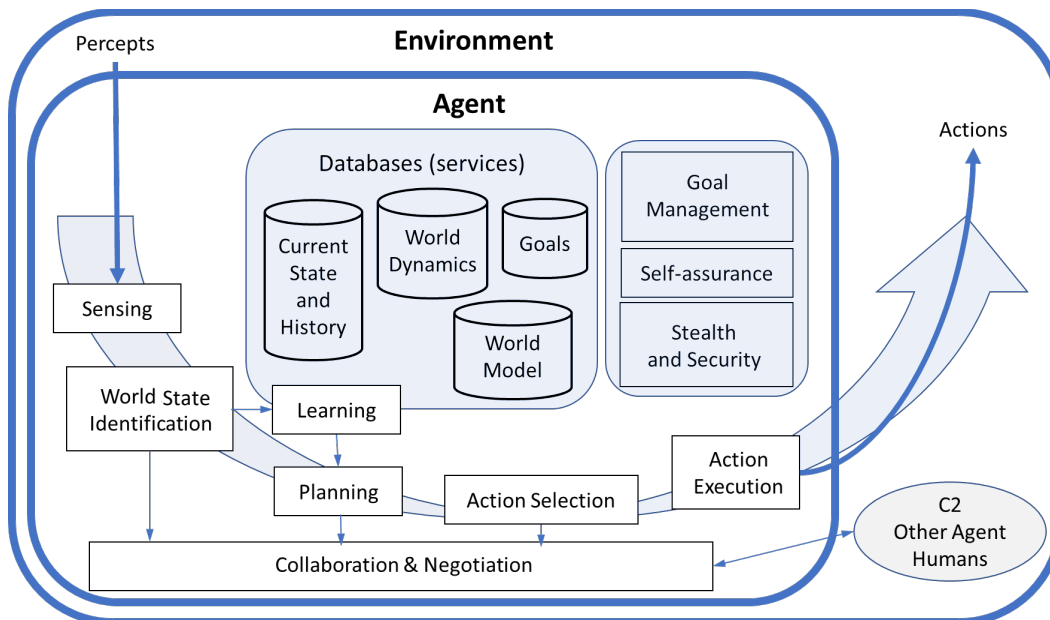 Percepts
Environment
Agent
Actions
Databases (services)
Current
State
and
History
World
Dynamics
Goals
World
Model
Goal
Management
Self-assurance
Stealth
and Security
Sensing
World State
Identification
Learning
Planning
Action Selection
Action
Execution
Collaboration & Negotiation
C2
Other Agent
Humans